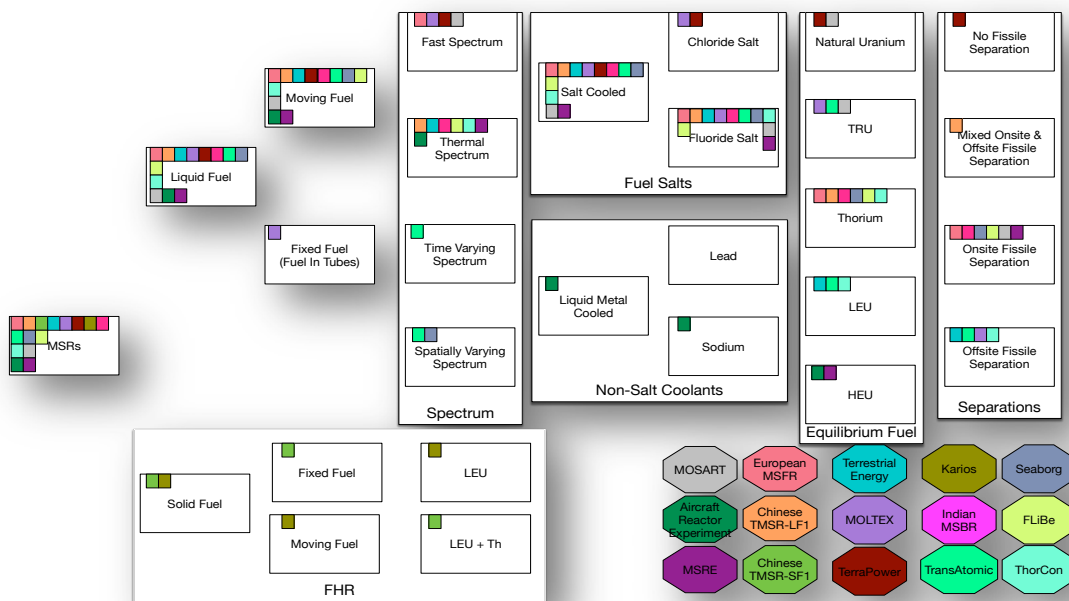 Fast Spectrum
Chloride Salt
Natural Uranium
No Fissile
Separation
Moving Fuel
Salt Cooled
Thermal
Spectrum
Fluoride Salt
TRU
Mixed Onsite &
Offsite Fissile
Separation
Liquid Fuel
Fuel Salts
Fixed Fuel
(Fuel In Tubes)
Time Varying
Spectrum
Lead
Thorium
Onsite Fissile
Separation
Liquid Metal
Cooled
LEU
MSRs
Spatially Varying
Spectrum
Sodium
Offsite Fissile
Separation
Non-Salt Coolants
HEU
Spectrum
Equilibrium Fuel
Separations
Solid Fuel
Fixed Fuel
LEU
Moving Fuel
LEU + Th
FHR
MOSART
European
MSFR
Terrestrial
Energy
Karios
Seaborg
Aircraft
Reactor
Experiment
Chinese
TMSR-LF1
MOLTEX
Indian
MSBR
FLiBe
MSRE
Chinese
TMSR-SF1
TerraPower
TransAtomic
ThorCon